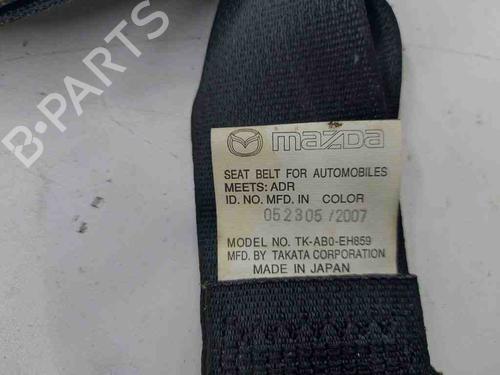 B-PARTS
mazda
SEAT BELT FOR AUTOMOBILES
MEETS: ADR
ID. NO. MFD. IN COLOR
052305/2007
MODEL NO. TK-AB0-EH859
MFD. BY TAKATA CORPORATION
MADE IN JAPAN